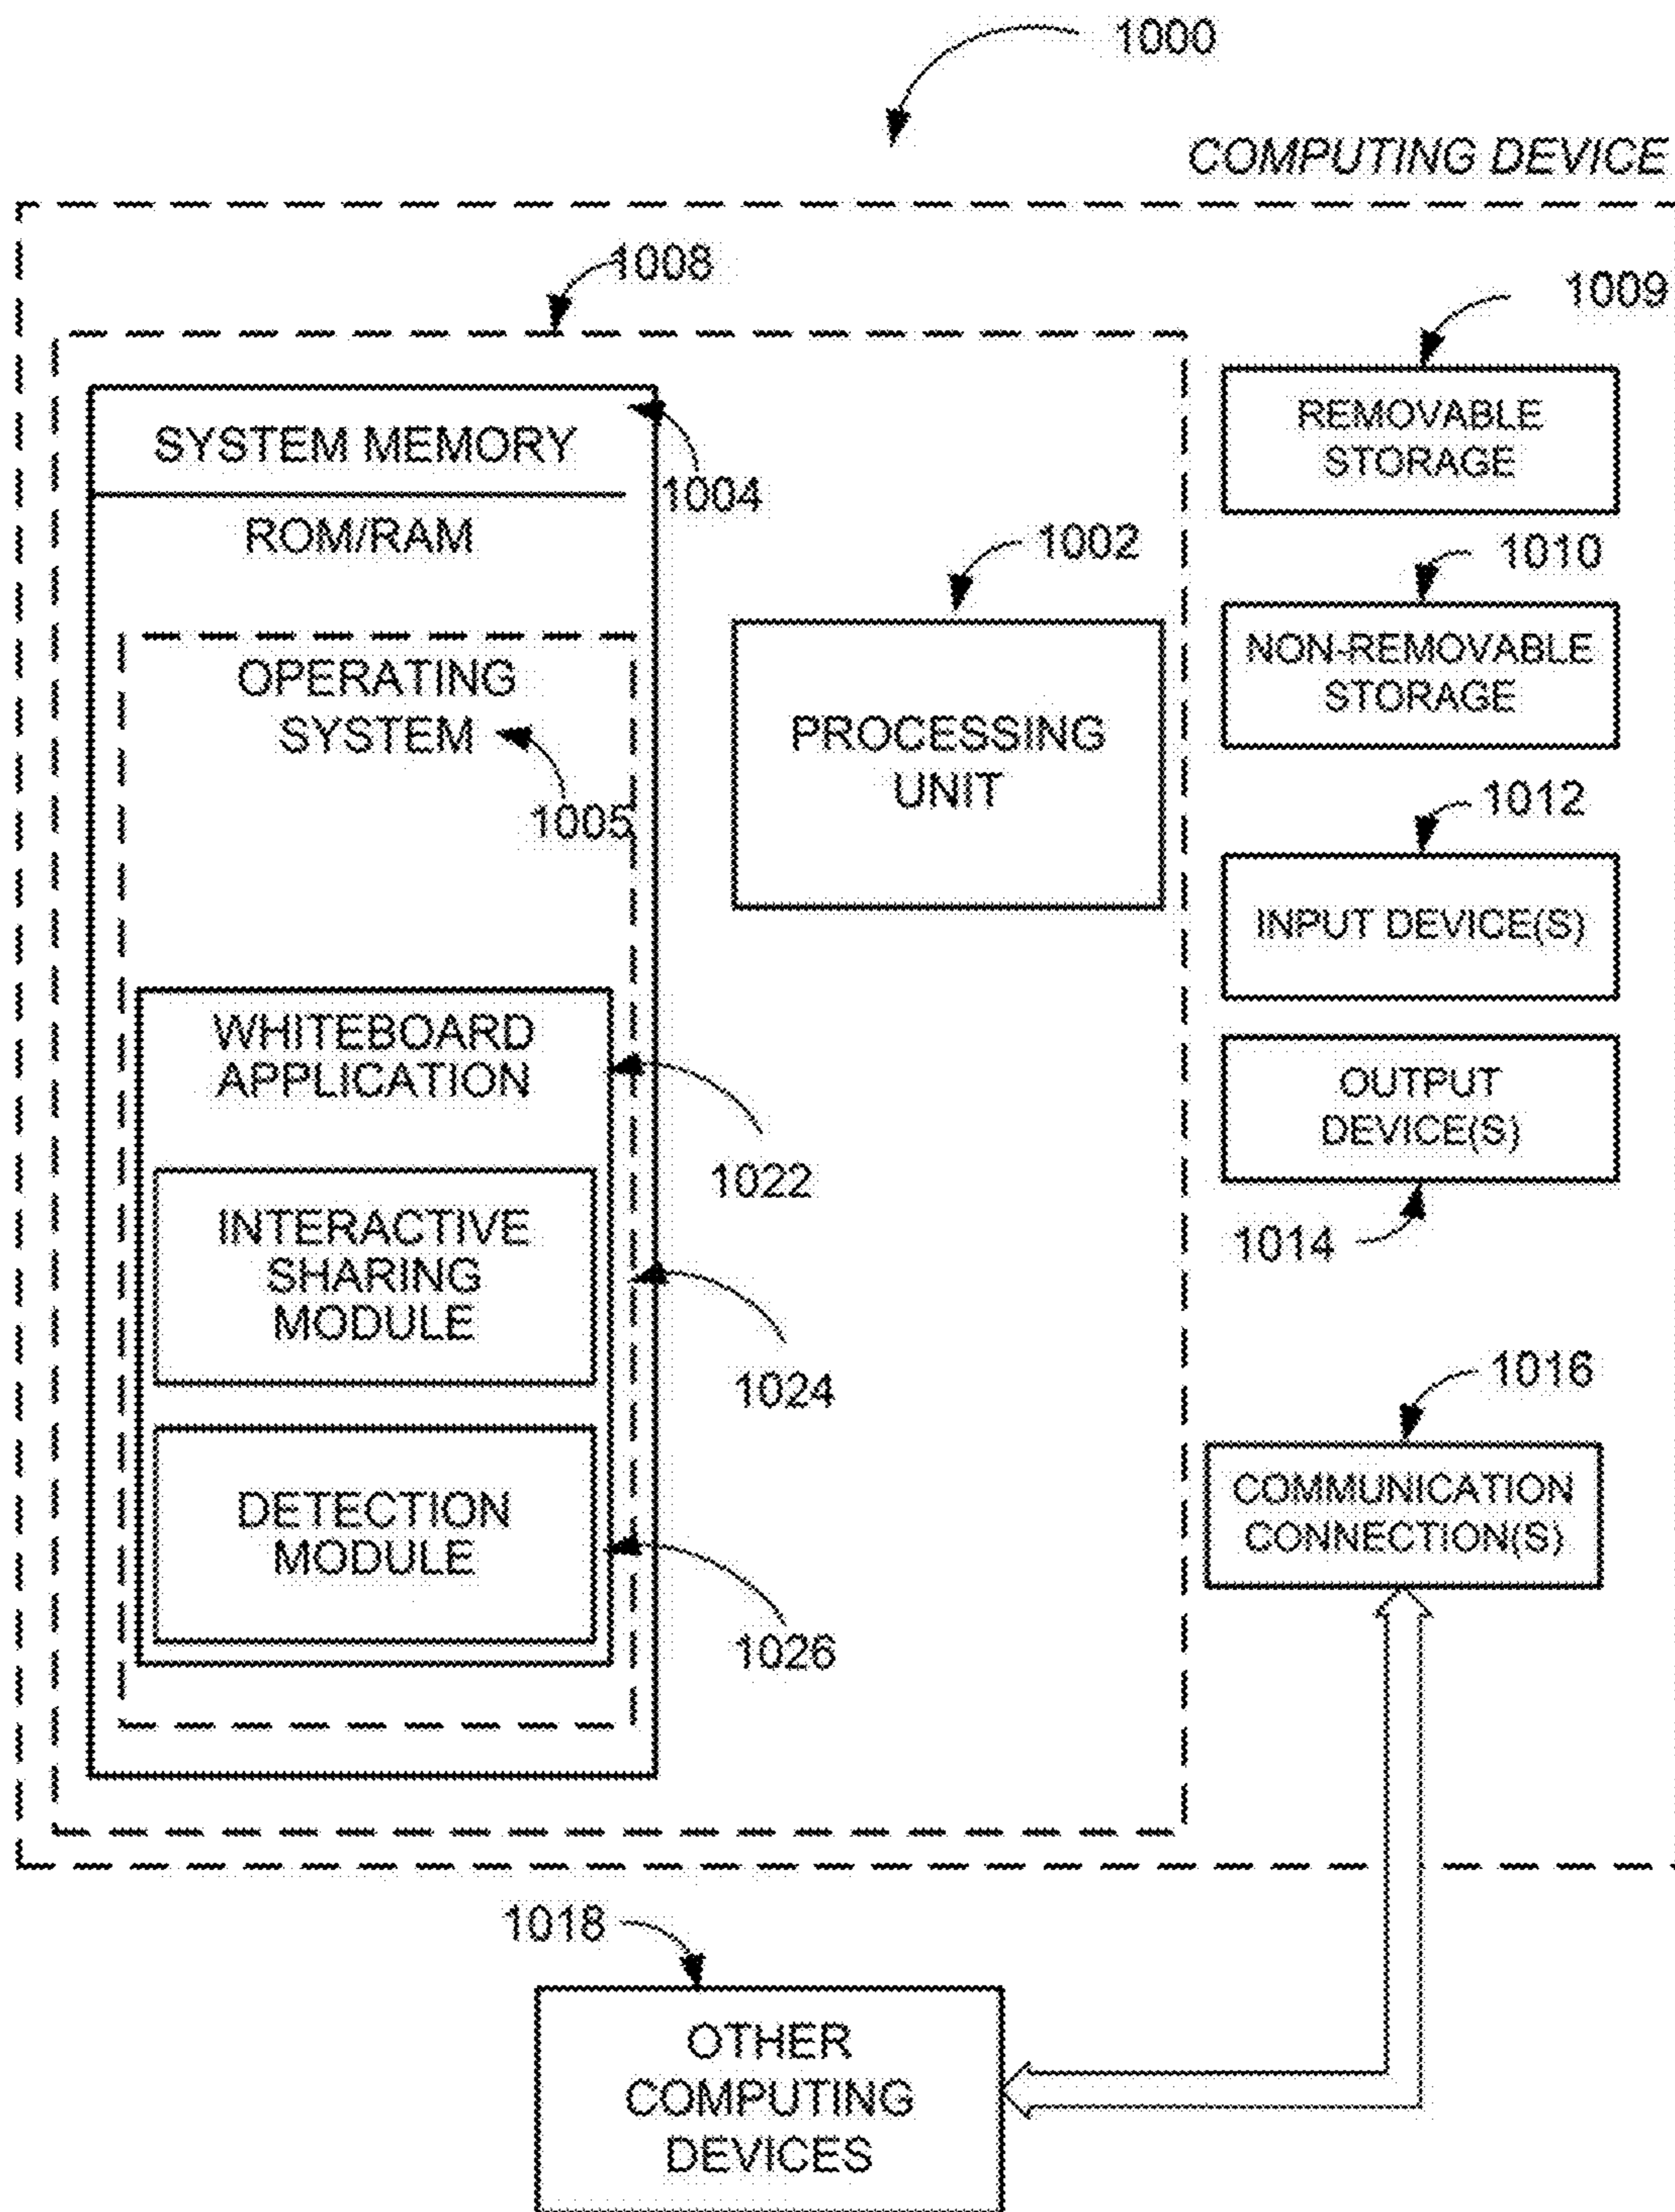 1000
COMPUTING DEVICE
1008
1009
SYSTEM MEMORY
1004
ROM/RAM
REMOVABLE
STORAGE
1002
1010
OPERATING
SYSTEM
1005
PROCESSING
UNIT
NON-REMOVABLE
STORAGE
1012
INPUT DEVICE(S)
WHITEBOARD
APPLICATION
1022
OUTPUT
DEVICE(S)
1014
INTERACTIVE
SHARING
MODULE
1024
1016
DETECTION
MODULE
1026
COMMUNICATION
CONNECTION(S)
1018
OTHER
COMPUTING
DEVICES